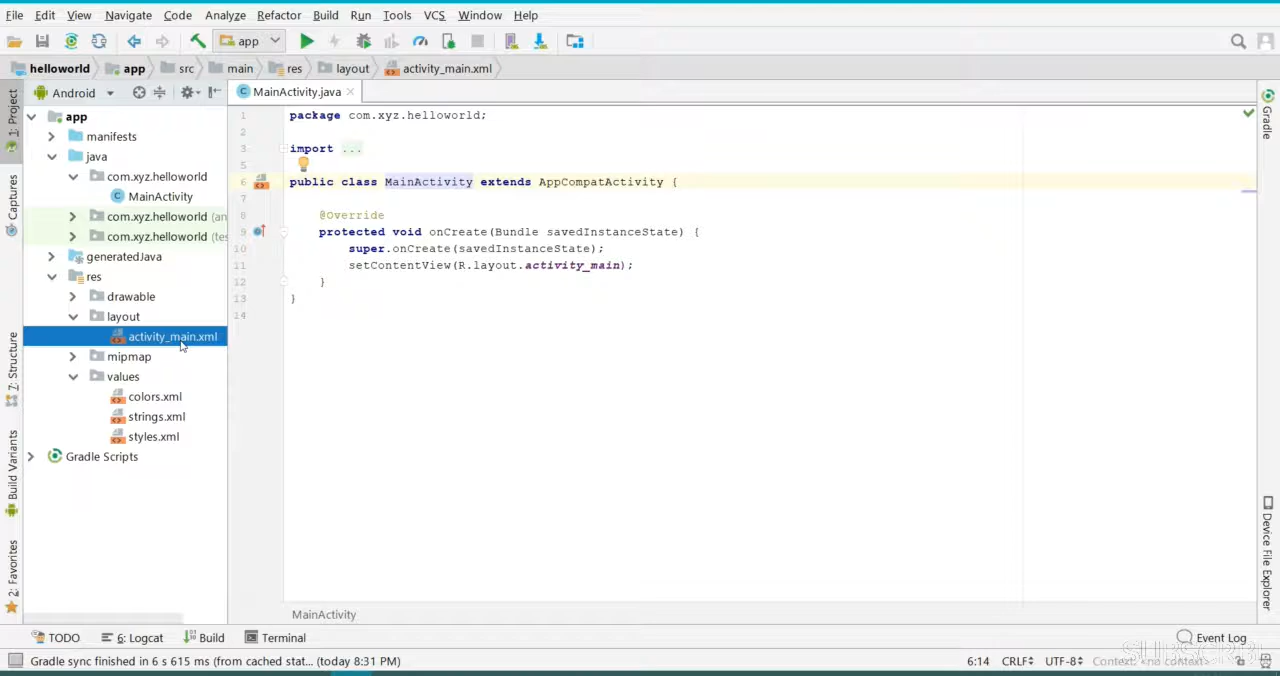 File Edit View Navigate Code Analyze Refactor Build Run Tools VCS Window Help
app
helloworld app src main res layout activity_main.xml
1: Project
Captures
7: Structure
Build Variants
2: Favorites
Android
app
manifests
java
com.xyz.helloworld
MainActivity
com.xyz.helloworld (an
com.xyz.helloworld (tes
generatedJava
res
drawable
layout
activity_main.xml
mipmap
values
colors.xml
strings.xml
styles.xml
Gradle Scripts
MainActivity.java
1 package com.xyz.helloworld;
2
3 import ...
5
6 public class MainActivity extends AppCompatActivity {
7
8 @Override
9 protected void onCreate(Bundle savedInstanceState) {
10 super.onCreate(savedInstanceState);
11 setContentView(R.layout.activity_main);
12 }
13 }
14
MainActivity
Gradle
Device File Explorer
TODO 6: Logcat Build Terminal Event Log
Gradle sync finished in 6 s 615 ms (from cached stat... (today 8:31 PM) 6:14 CRLF UTF-8 Context: <no context>
SUBSCRIBE